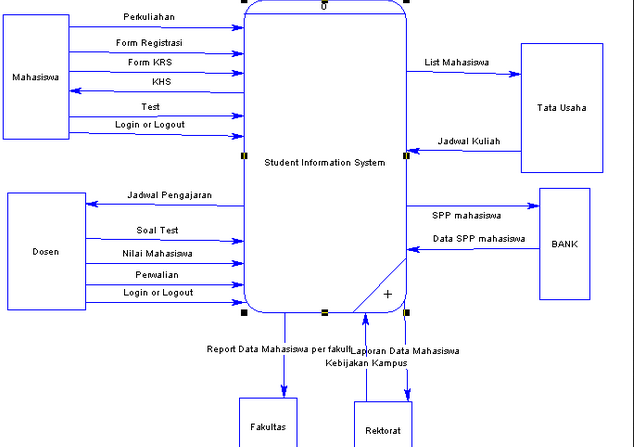 0
Perkuliahan
Form Registrasi
Form KRS
KHS
Test
Login or Logout
Mahasiswa
Student Information System
List Mahasiswa
Jadwal Kuliah
Tata Usaha
Jadwal Pengajaran
Soal Test
Nilai Mahasiswa
Perwalian
Login or Logout
Dosen
SPP mahasiswa
Data SPP mahasiswa
BANK
Report Data Mahasiswa per fakult
Laporan Data Mahasiswa
Kebijakan Kampus
Fakultas
Rektorat